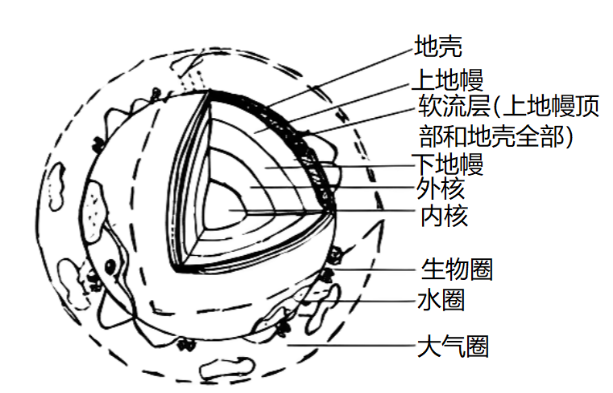 地壳
上地幔
软流层(上地幔顶
部和地壳全部)
下地幔
外核
内核
生物圈
水圈
大气圈